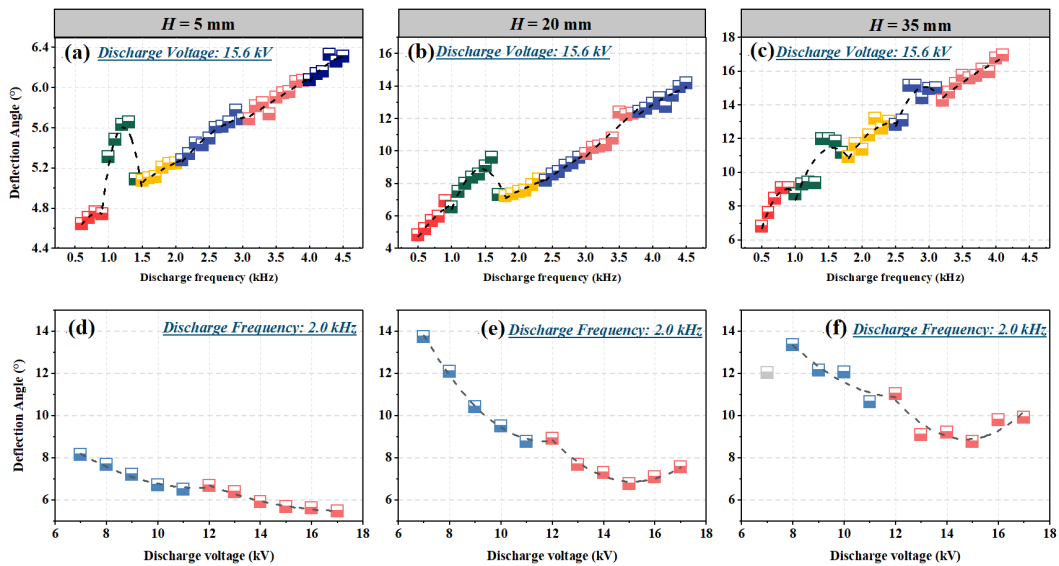 H = 5 mm
H = 20 mm
H = 35 mm
(a)
Discharge Voltage: 15.6 kV
Deflection Angle (°)
6.4
6.0
5.6
5.2
4.8
4.4
0.5 1.0 1.5 2.0 2.5 3.0 3.5 4.0 4.5
Discharge frequency (kHz)
(b)
Discharge Voltage: 15.6 kV
16
14
12
10
8
6
4
0.5 1.0 1.5 2.0 2.5 3.0 3.5 4.0 4.5
Discharge frequency (kHz)
(c)
Discharge Voltage: 15.6 kV
18
16
14
12
10
8
6
0.5 1.0 1.5 2.0 2.5 3.0 3.5 4.0 4.5
Discharge frequency (kHz)
(d)
Discharge Frequency: 2.0 kHz
Deflection Angle (°)
14
12
10
8
6
6 8 10 12 14 16 18
Discharge voltage (kV)
(e)
Discharge Frequency: 2.0 kHz
14
12
10
8
6
6 8 10 12 14 16 18
Discharge voltage (kV)
(f)
Discharge Frequency: 2.0 kHz
14
12
10
8
6
6 8 10 12 14 16 18
Discharge voltage (kV)